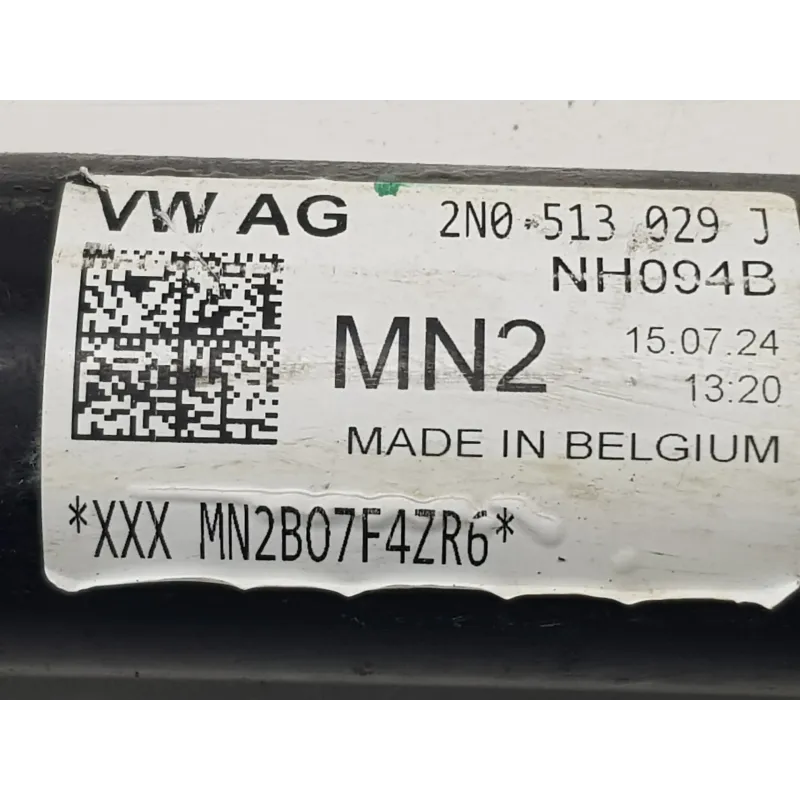 VW AG 2N0 513 029 J
NH094B
MN2 15.07.24
13:20
MADE IN BELGIUM
*XXX MN2B07F4ZR6*